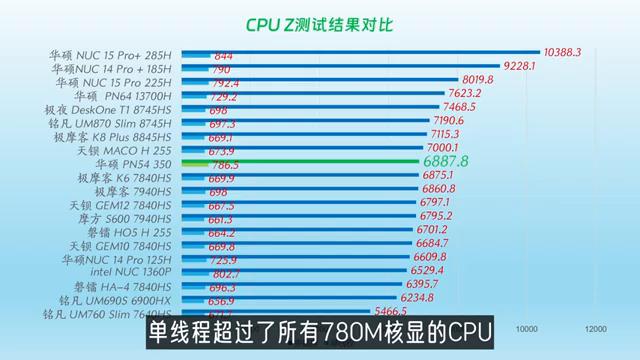 CPU Z测试结果对比
华硕 NUC 15 Pro+ 285H 844 10388.3
华硕NUC 14 Pro + 185H 790 9228.1
华硕 NUC 15 Pro 225H 792.4 8019.8
华硕 PN64 13700H 729.2 7623.2
极夜 DeskOne T1 8745HS 698 7468.5
铭凡 UM870 Slim 8745H 697.3 7190.6
极摩客 K8 Plus 8845HS 669.1 7115.3
天钡 MACO H 255 673.9 7000.1
华硕 PN54 350 786.5 6887.8
极摩客 K6 7840HS 669.9 6875.1
极摩客 7940HS 698 6860.8
天钡 GEM12 7840HS 667.5 6797.1
摩方 S600 7940HS 661.3 6795.2
磐镭 HO5 H 255 664.2 6701.2
天钡 GEM10 7840HS 669.8 6684.7
华硕NUC 14 Pro 125H 725.9 6609.8
intel NUC 1360P 802.7 6529.4
磐镭 HA-4 7840HS 696.3 6395.7
铭凡 UM690S 6900HX 656.9 6234.8
铭凡 UM760 Slim 7640HS 5466.5
10000 12000
单线程超过了所有780M核显的CPU